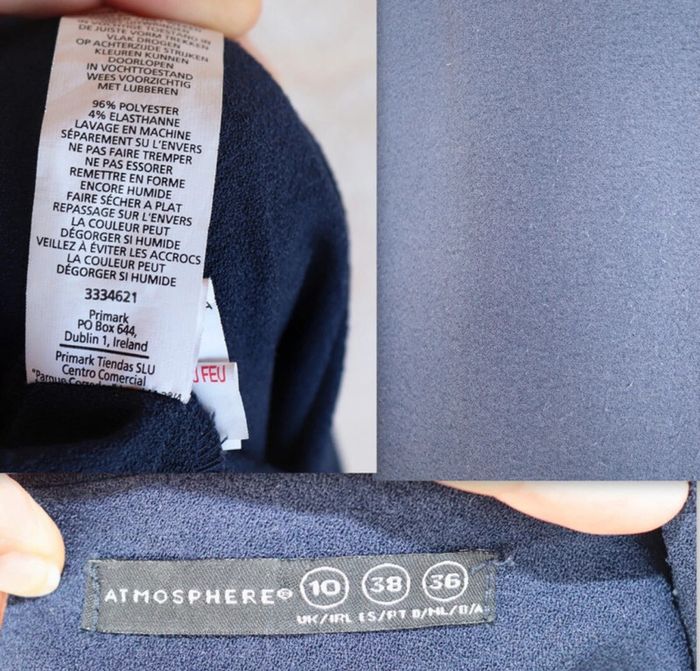 DE JUISTE VORM TREKKEN
VLAK DROGEN
OP ACHTERZIJDE STRIJKEN
KLEUREN KUNNEN
DOORLOPEN
IN VOCHTTOESTAND
WEES VOORZICHTIG
MET LUBBEREN
96% POLYESTER
4% ELASTHANNE
LAVAGE EN MACHINE
SÉPAREMENT SU L'ENVERS
NE PAS FAIRE TREMPER
NE PAS ESSORER
REMETTRE EN FORME
ENCORE HUMIDE
FAIRE SÉCHER A PLAT
REPASSAGE SUR L'ENVERS
LA COULEUR PEUT
DÉGORGER SI HUMIDE
VEILLEZ À ÉVITER LES ACCROCS
LA COULEUR PEUT
DÉGORGER SI HUMIDE
3334621
Primark
PO Box 644,
Dublin 1, Ireland
Primark Tiendas SLU
Centro Comercial
"Parque
FEU
ATMOSPHERE® 10 38 36
UK/IRL ES/PT D/NL/B/A